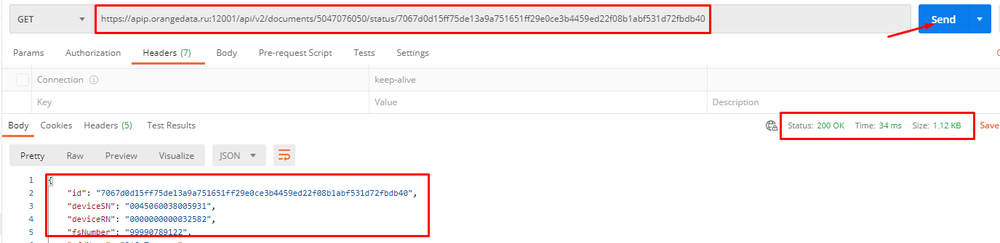 GET https://apip.orangedata.ru:12001/api/v2/documents/5047076050/status/7067d0d15ff75de13a9a751651ff29e0ce3b4459ed22f08b1abf531d72fbdb40 Send
Params Authorization Headers (7) Body Pre-request Script Tests Settings
Connection keep-alive
Key Value Description
Body Cookies Headers (5) Test Results Status: 200 OK Time: 34 ms Size: 1.12 KB Save
Pretty Raw Preview Visualize JSON
1 {
2 "id": "7067d0d15ff75de13a9a751651ff29e0ce3b4459ed22f08b1abf531d72fbdb40",
3 "deviceSN": "0045060038005931",
4 "deviceRN": "0000000000032582",
5 "fsNumber": "99990789122",